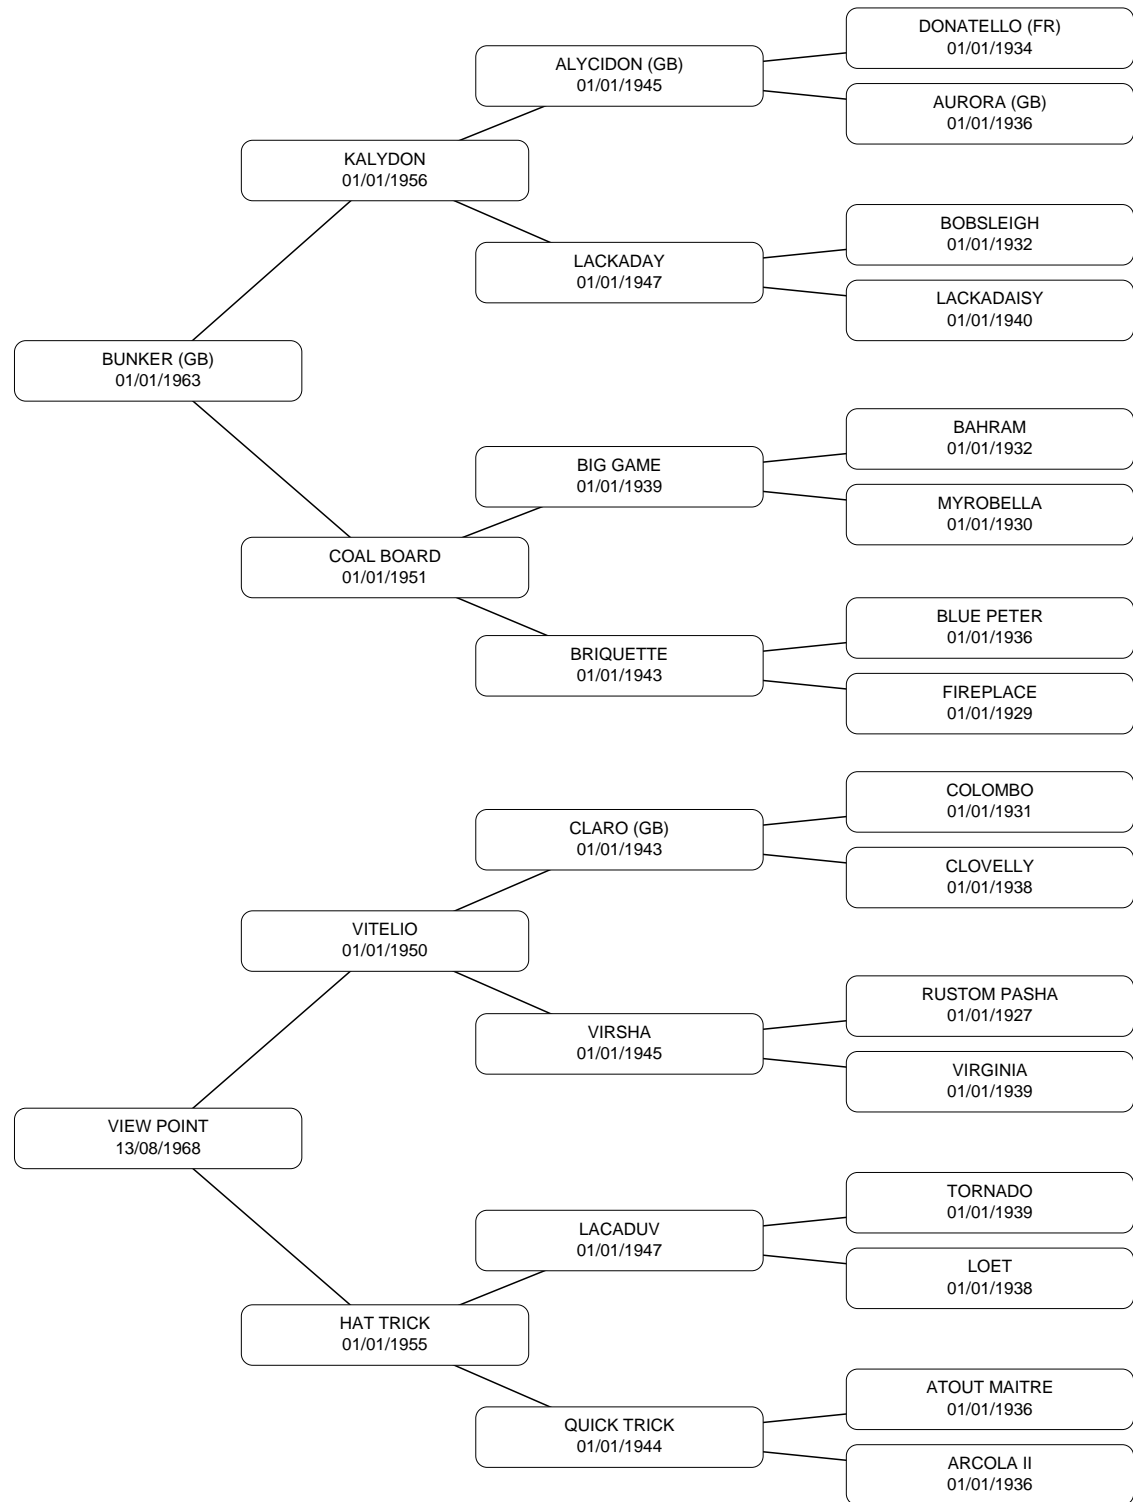 DONATELLO (FR)
01/01/1934
ALYCIDON (GB)
01/01/1945
AURORA (GB)
01/01/1936
KALYDON
01/01/1956
BOBSLEIGH
01/01/1932
LACKADAY
01/01/1947
LACKADAISY
01/01/1940
BUNKER (GB)
01/01/1963
BAHRAM
01/01/1932
BIG GAME
01/01/1939
MYROBELLA
01/01/1930
COAL BOARD
01/01/1951
BLUE PETER
01/01/1936
BRIQUETTE
01/01/1943
FIREPLACE
01/01/1929
COLOMBO
01/01/1931
CLARO (GB)
01/01/1943
CLOVELLY
01/01/1938
VITELIO
01/01/1950
RUSTOM PASHA
01/01/1927
VIRSHA
01/01/1945
VIRGINIA
01/01/1939
VIEW POINT
13/08/1968
TORNADO
01/01/1939
LACADUV
01/01/1947
LOET
01/01/1938
HAT TRICK
01/01/1955
ATOUT MAITRE
01/01/1936
QUICK TRICK
01/01/1944
ARCOLA II
01/01/1936